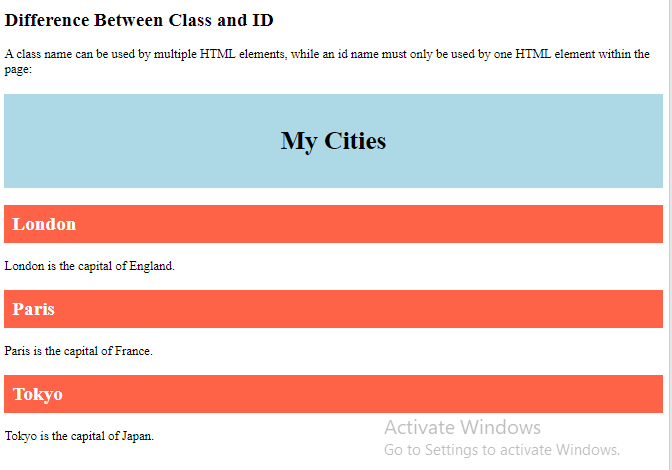 Difference Between Class and ID
A class name can be used by multiple HTML elements, while an id name must only be used by one HTML element within the
page:
My Cities
London
London is the capital of England.
Paris
Paris is the capital of France.
Tokyo
Tokyo is the capital of Japan.
Activate Windows
Go to Settings to activate Windows.